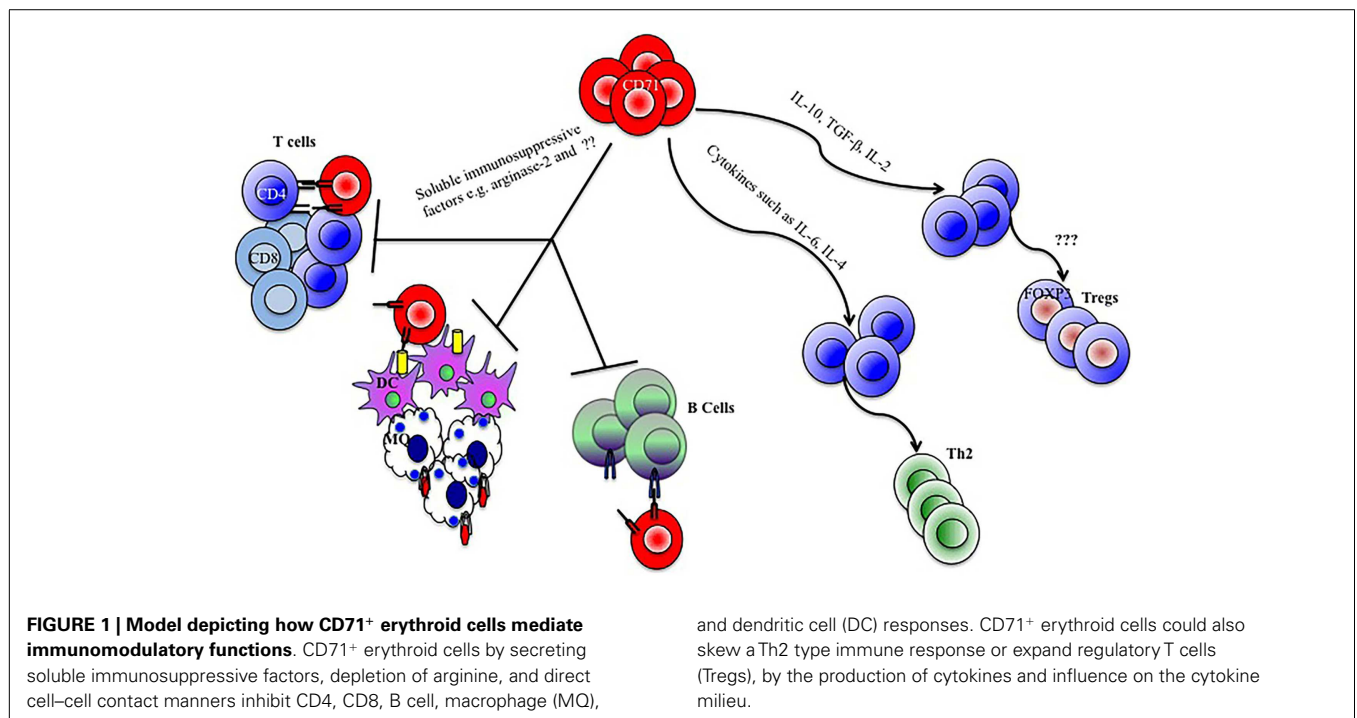 CD71
IL-10, TGF-β, IL-2
T cells
Soluble immunosuppressive
factors e.g. arginase-2 and ??
Cytokines such as IL-6, IL-4
CD4
CD8
???
FOXP3
Tregs
DC
MQ
B Cells
Th2
FIGURE 1 | Model depicting how CD71+ erythroid cells mediate
immunomodulatory functions. CD71+ erythroid cells by secreting
soluble immunosuppressive factors, depletion of arginine, and direct
cell–cell contact manners inhibit CD4, CD8, B cell, macrophage (MQ),
and dendritic cell (DC) responses. CD71+ erythroid cells could also
skew a Th2 type immune response or expand regulatory T cells
(Tregs), by the production of cytokines and influence on the cytokine
milieu.